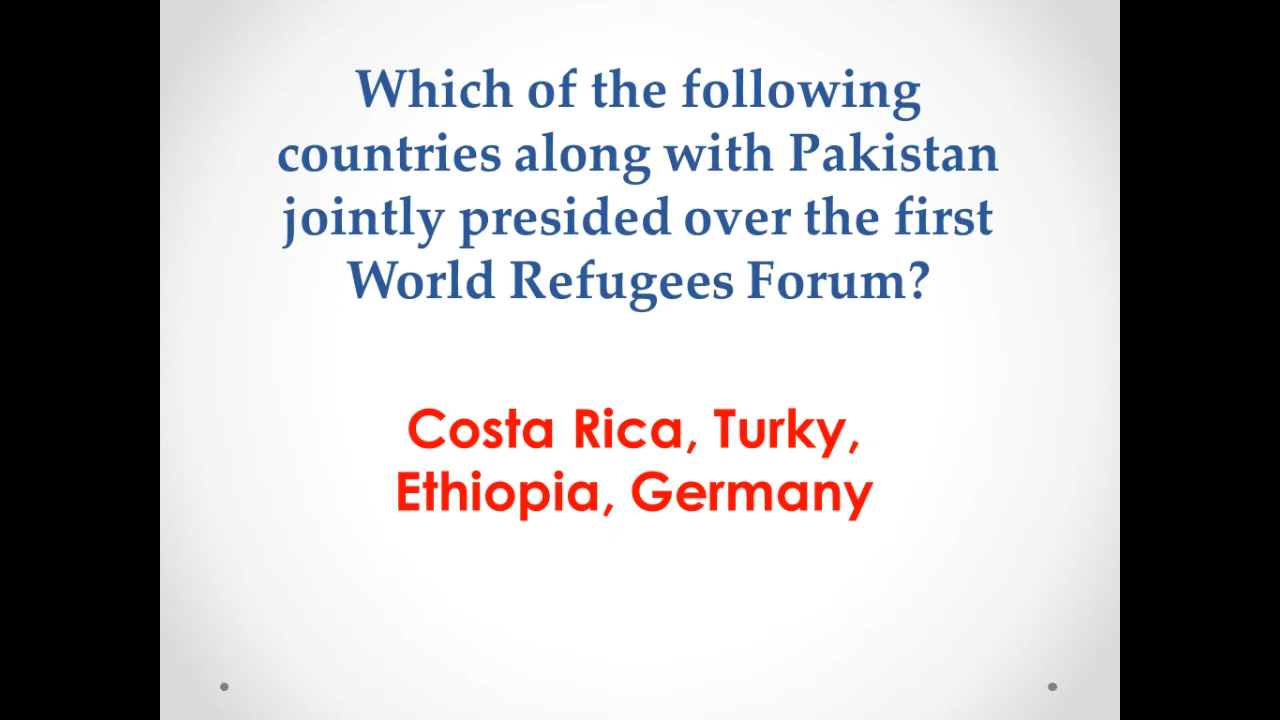 Which of the following
countries along with Pakistan
jointly presided over the first
World Refugees Forum?
Costa Rica, Turky,
Ethiopia, Germany